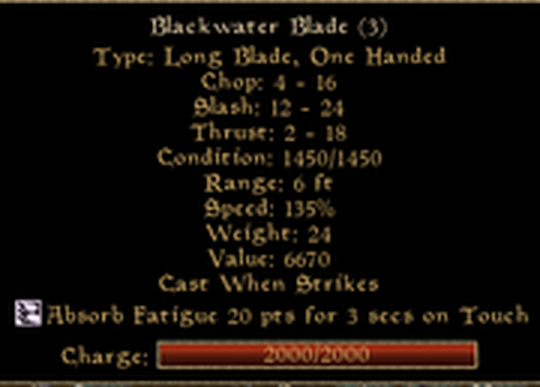 Blackwater Blade (3)
Type: Long Blade, One Handed
Chop: 4 - 16
Slash: 12 - 24
Thrust: 2 - 18
Condition: 1450/1450
Range: 6 ft
Speed: 135%
Weight: 24
Value: 6670
Cast When Strikes
Absorb Fatigue 20 pts for 3 secs on Touch
Charge: 2000/2000